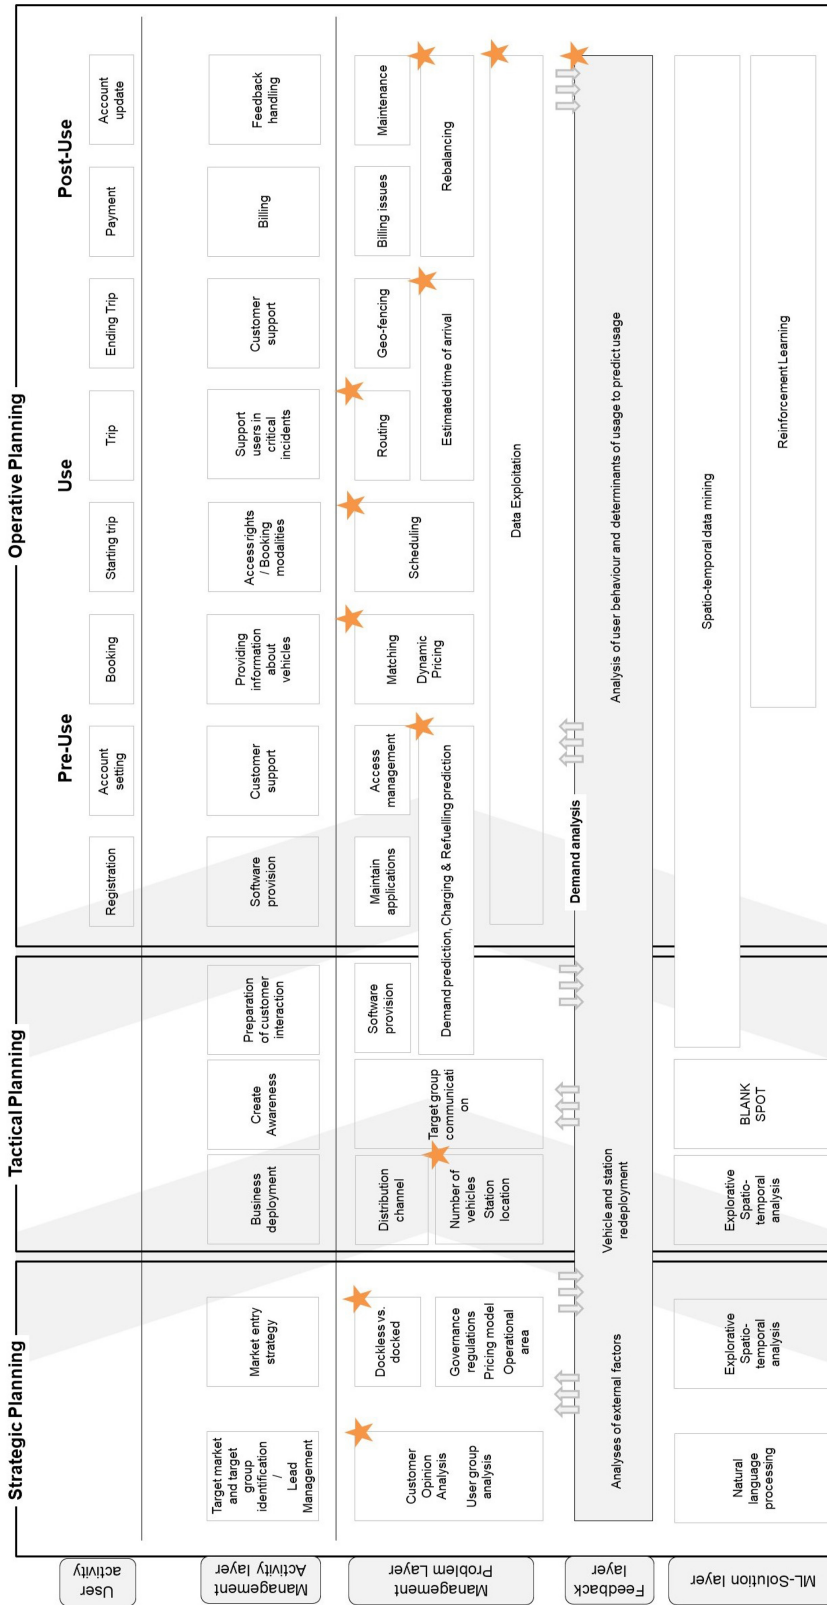 Strategic Planning
Tactical Planning
Operative Planning
Pre-Use
Use
Post-Use
User
activity
Registration
Account
setting
Booking
Starting trip
Trip
Ending Trip
Payment
Account
update
Management
Activity layer
Target market
and target
group
identification
/
Lead
Management
Market entry
strategy
Business
deployment
Create
Awareness
Preparation
of customer
interaction
Software
provision
Customer
support
Providing
information
about
vehicles
Access rights
/ Booking
modalities
Support
users in
critical
incidents
Customer
support
Billing
Feedback
handling
Management
Problem Layer
Customer
Opinion
Analysis
User group
analysis
Dockless vs.
docked
Governance
regulations
Pricing model
Operational
area
Distribution
channel
Number of
vehicles
Station
location
Target group
communicati
on
Software
provision
Maintain
applications
Access
management
Demand prediction, Charging & Refuelling prediction
Matching
Dynamic
Pricing
Scheduling
Routing
Geo-fencing
Estimated time of arrival
Billing issues
Maintenance
Rebalancing
Data Exploitation
Feedback
layer
Analyses of external factors
Vehicle and station
redeployment
Demand analysis
Analysis of user behaviour and determinants of usage to predict usage
ML-Solution layer
Natural
language
processing
Explorative
Spatio-
temporal
analysis
Explorative
Spatio-
temporal
analysis
BLANK
SPOT
Spatio-temporal data mining
Reinforcement Learning